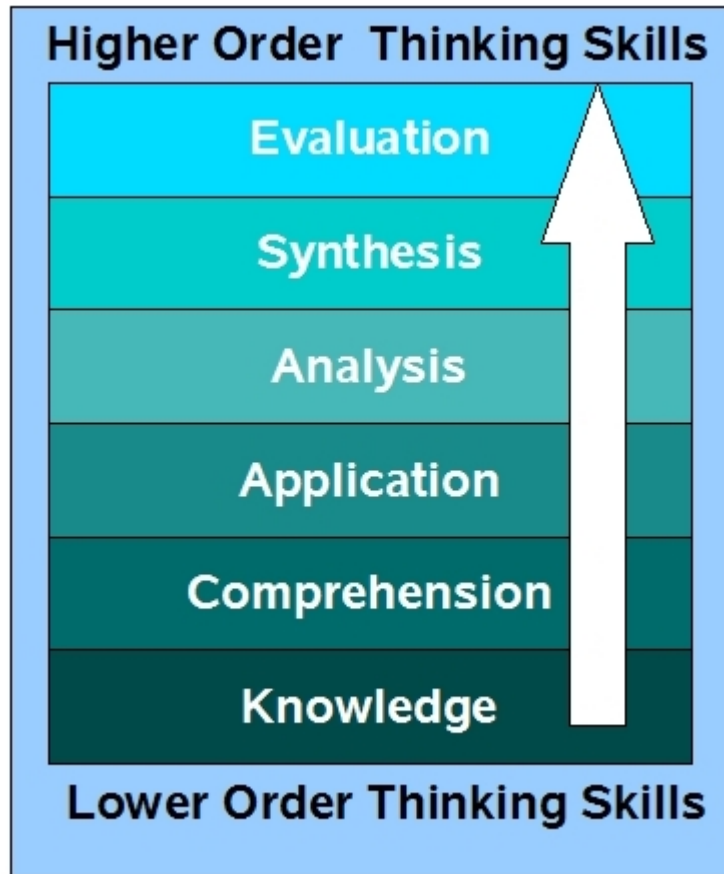 Higher Order Thinking Skills
Evaluation
Synthesis
Analysis
Application
Comprehension
Knowledge
Lower Order Thinking Skills